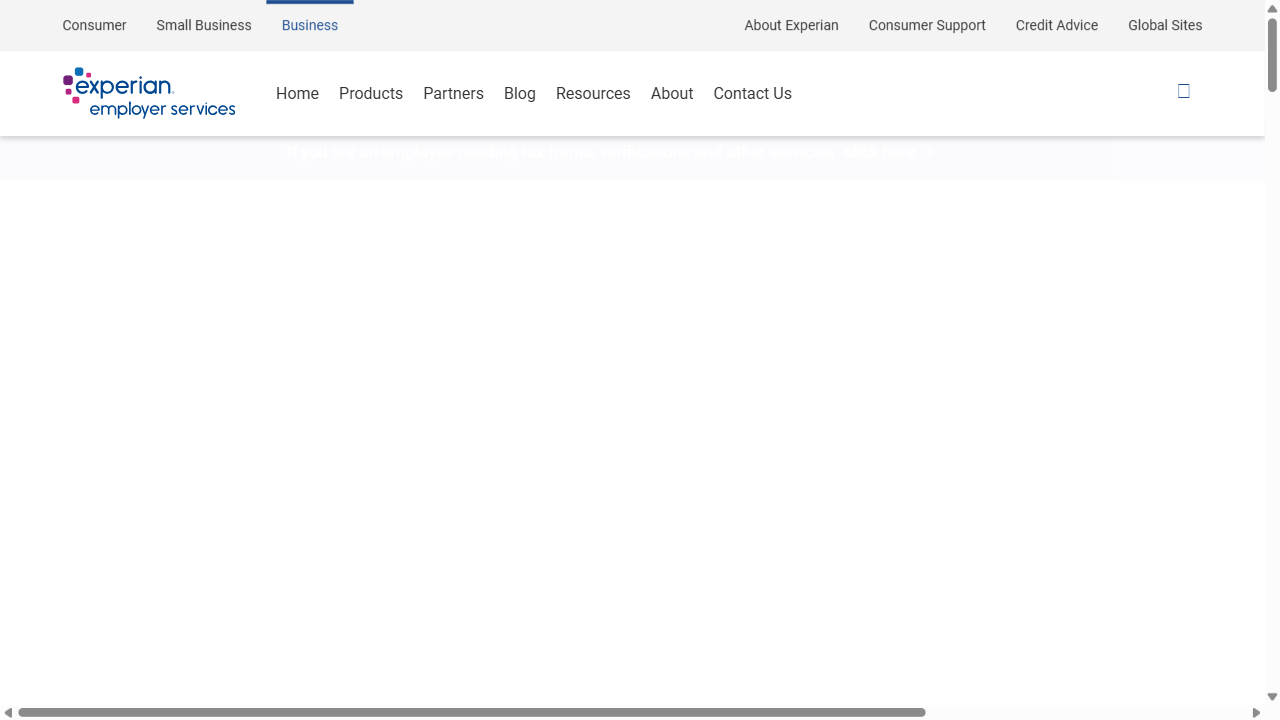 Consumer Small Business Business About Experian Consumer Support Credit Advice Global Sites
experian
employer services
Home Products Partners Blog Resources About Contact Us
If you are an employee needing tax forms, verifications and other services, click here